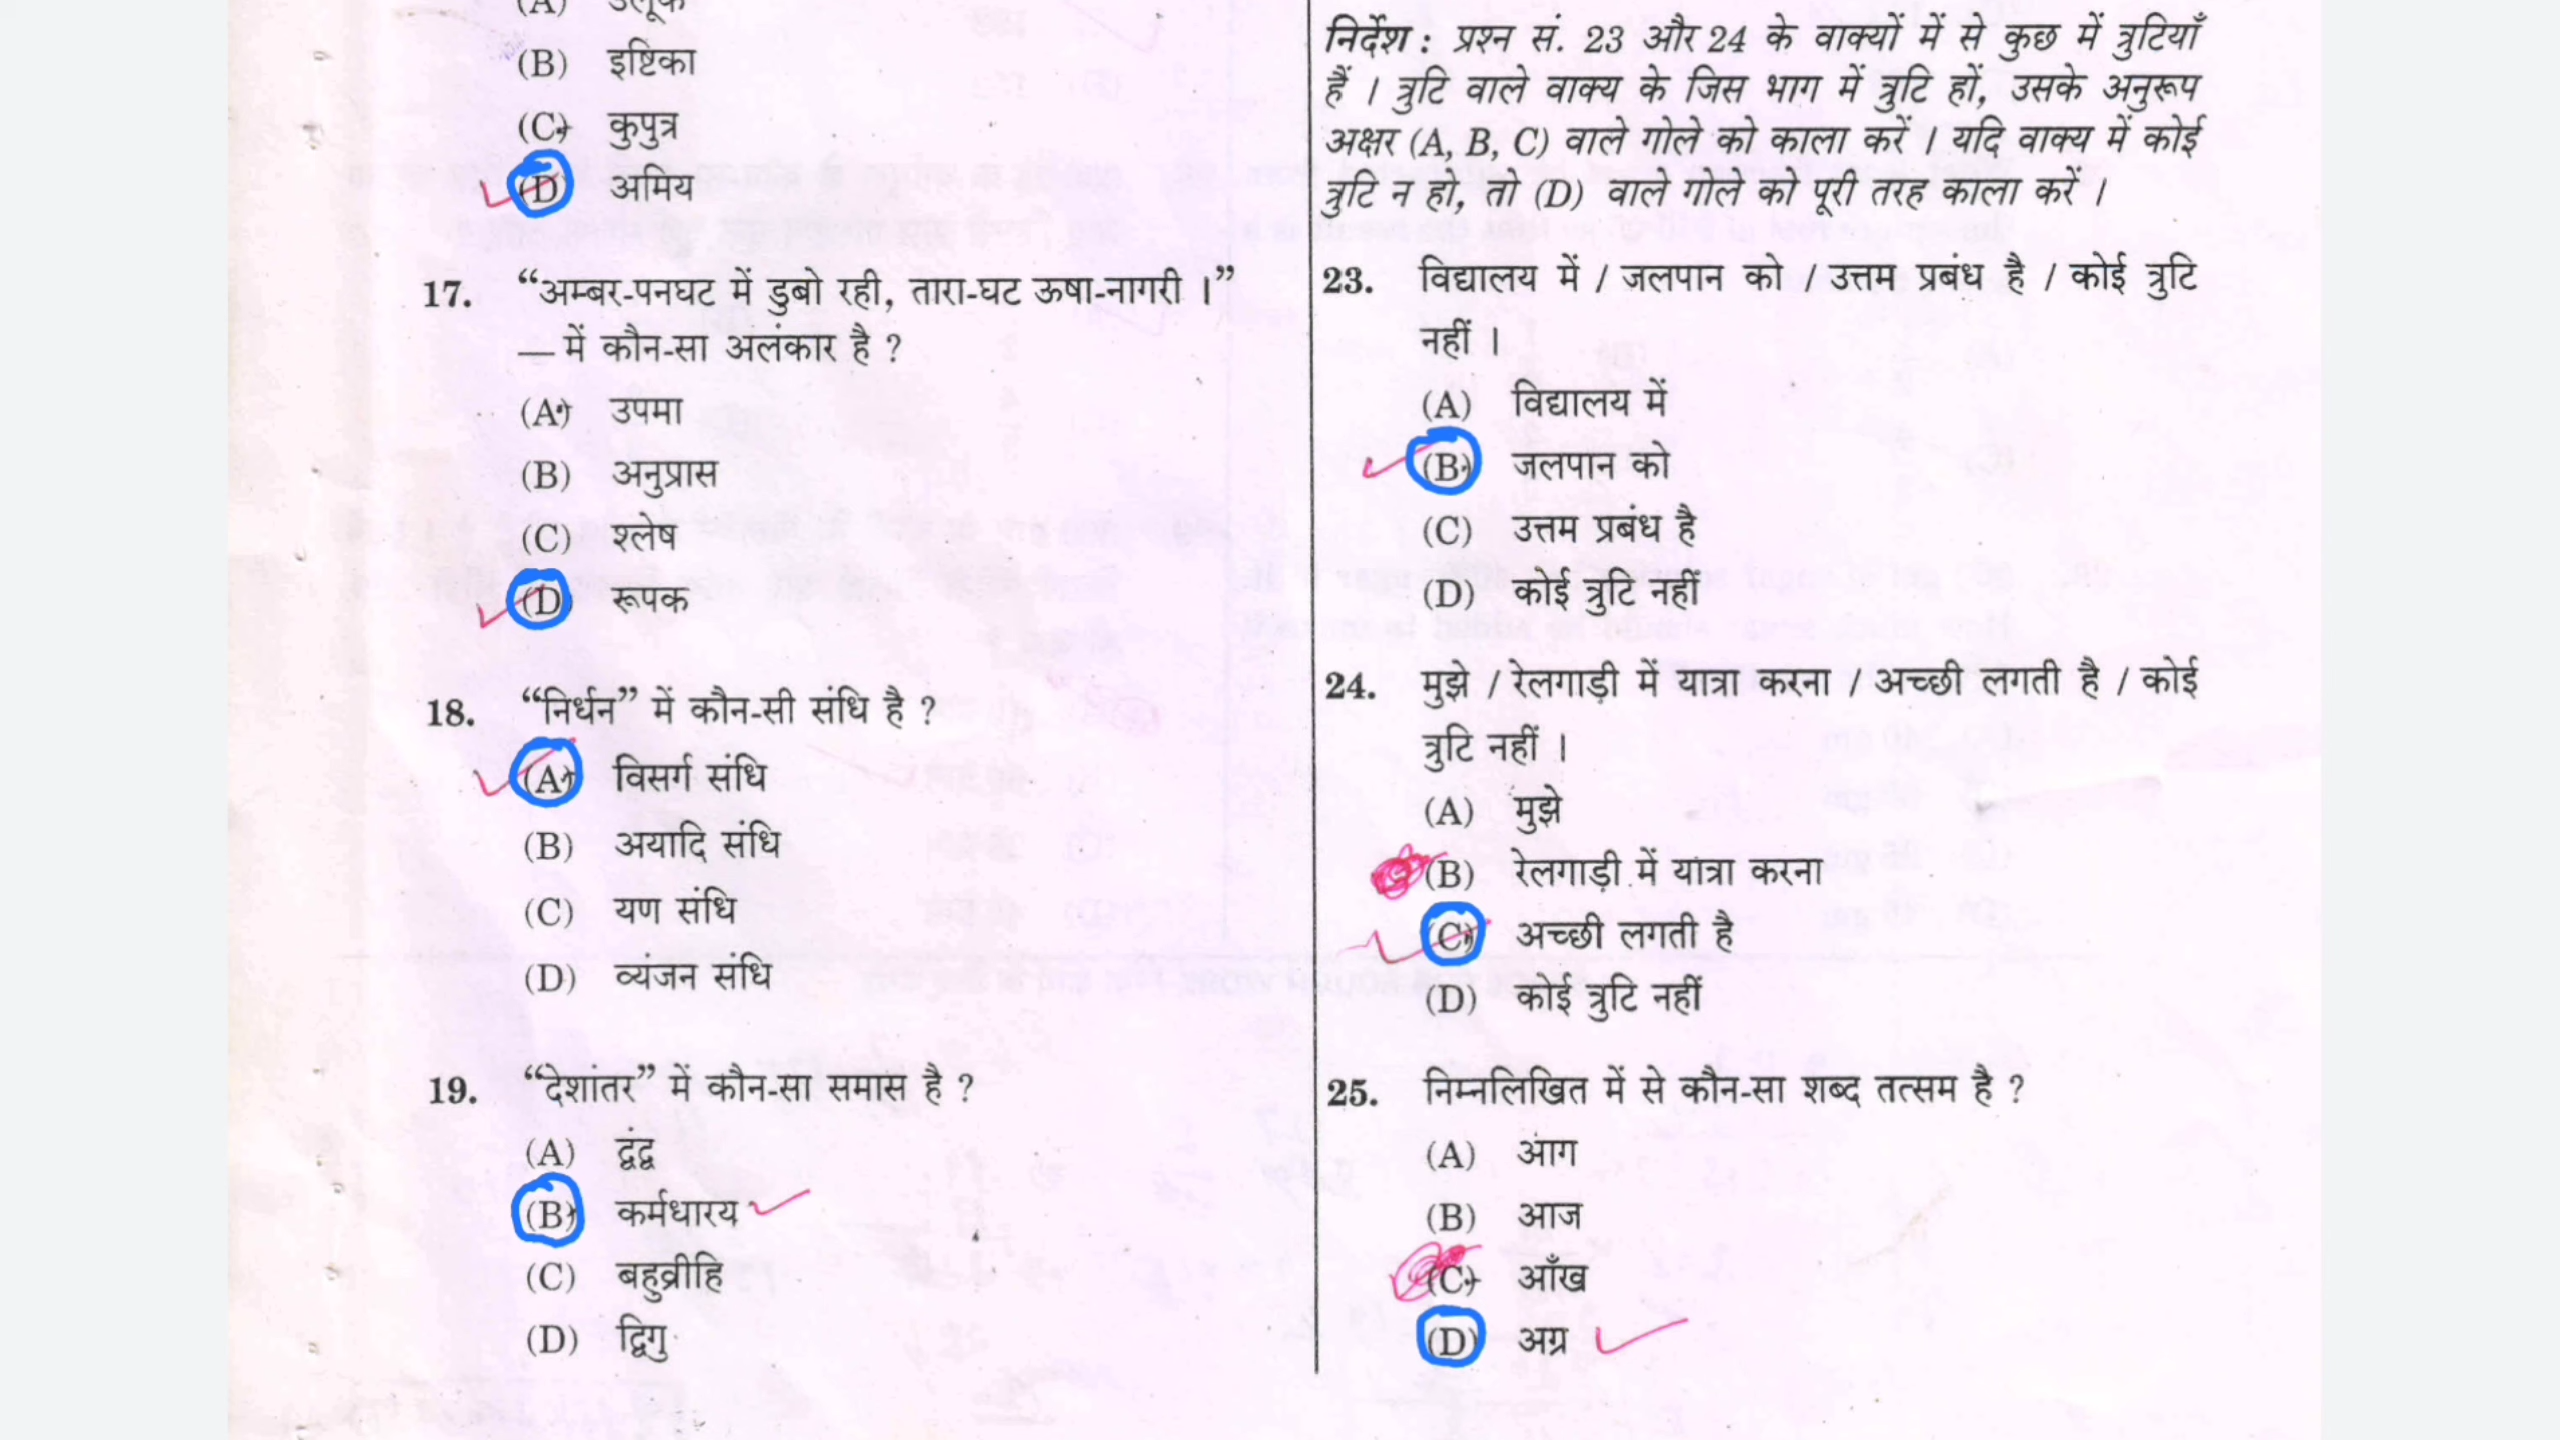 (A) उलूक
(B) इष्टिका
(C) कुपुत्र
(D) अमिय
17. “अम्बर-पनघट में डुबो रही, तारा-घट ऊषा-नागरी ।”
— में कौन-सा अलंकार है ?
(A) उपमा
(B) अनुप्रास
(C) श्लेष
(D) रूपक
18. “निर्धन” में कौन-सी संधि है ?
(A) विसर्ग संधि
(B) अयादि संधि
(C) यण संधि
(D) व्यंजन संधि
19. “देशांतर” में कौन-सा समास है ?
(A) द्वंद्व
(B) कर्मधारय
(C) बहुव्रीहि
(D) द्विगु
निर्देश : प्रश्न सं. 23 और 24 के वाक्यों में से कुछ में त्रुटियाँ
हैं । त्रुटि वाले वाक्य के जिस भाग में त्रुटि हों, उसके अनुरूप
अक्षर (A, B, C) वाले गोले को काला करें । यदि वाक्य में कोई
त्रुटि न हो, तो (D) वाले गोले को पूरी तरह काला करें ।
23. विद्यालय में / जलपान को / उत्तम प्रबंध है / कोई त्रुटि
नहीं ।
(A) विद्यालय में
(B) जलपान को
(C) उत्तम प्रबंध है
(D) कोई त्रुटि नहीं
24. मुझे / रेलगाड़ी में यात्रा करना / अच्छी लगती है / कोई
त्रुटि नहीं ।
(A) मुझे
(B) रेलगाड़ी में यात्रा करना
(C) अच्छी लगती है
(D) कोई त्रुटि नहीं
25. निम्नलिखित में से कौन-सा शब्द तत्सम है ?
(A) आग
(B) आज
(C) आँख
(D) अग्र